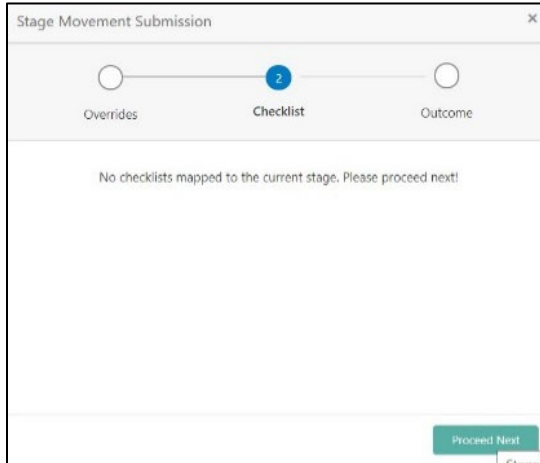 Stage Movement Submission
×
2
Overrides
Checklist
Outcome
No checklists mapped to the current stage. Please proceed next!
Proceed Next